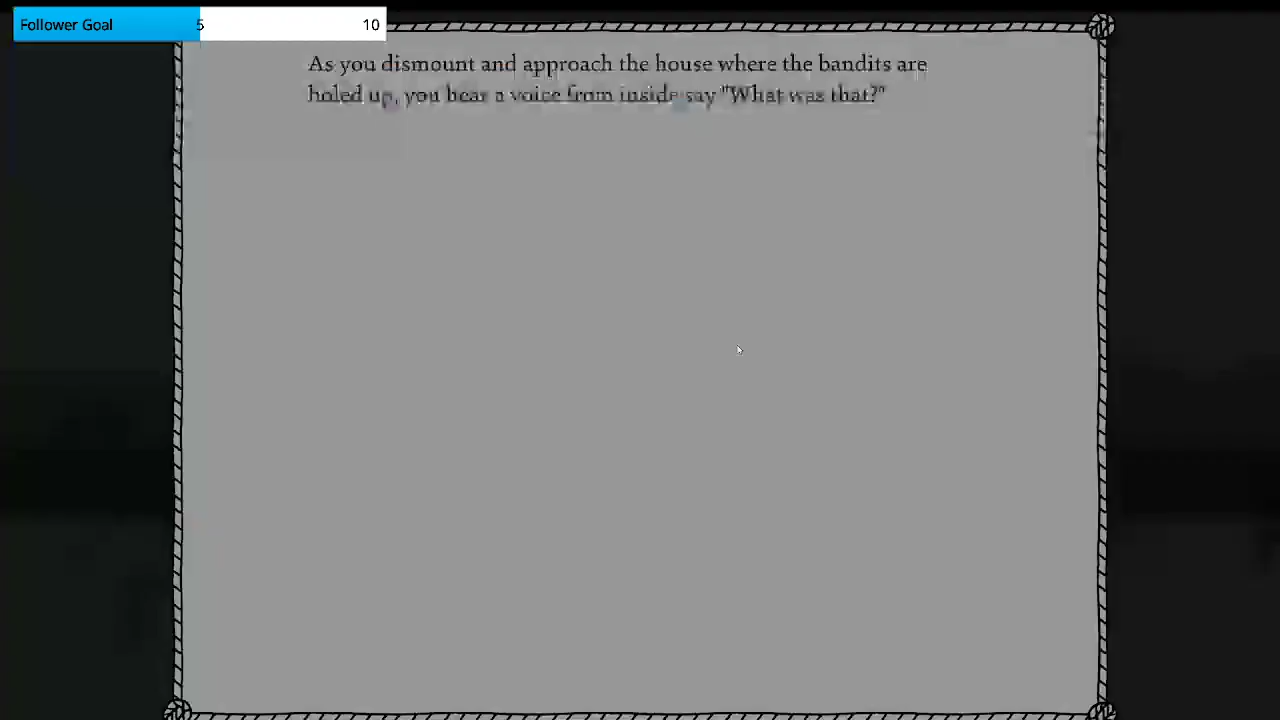 Follower Goal 5 10
As you dismount and approach the house where the bandits are
holed up, you hear a voice from inside say "What was that?"